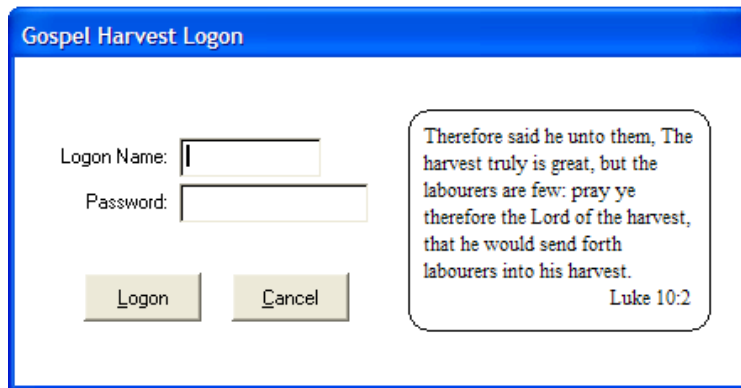 Gospel Harvest Logon
Logon Name:
Password:
Logon Cancel
Therefore said he unto them, The
harvest truly is great, but the
labourers are few: pray ye
therefore the Lord of the harvest,
that he would send forth
labourers into his harvest.
Luke 10:2